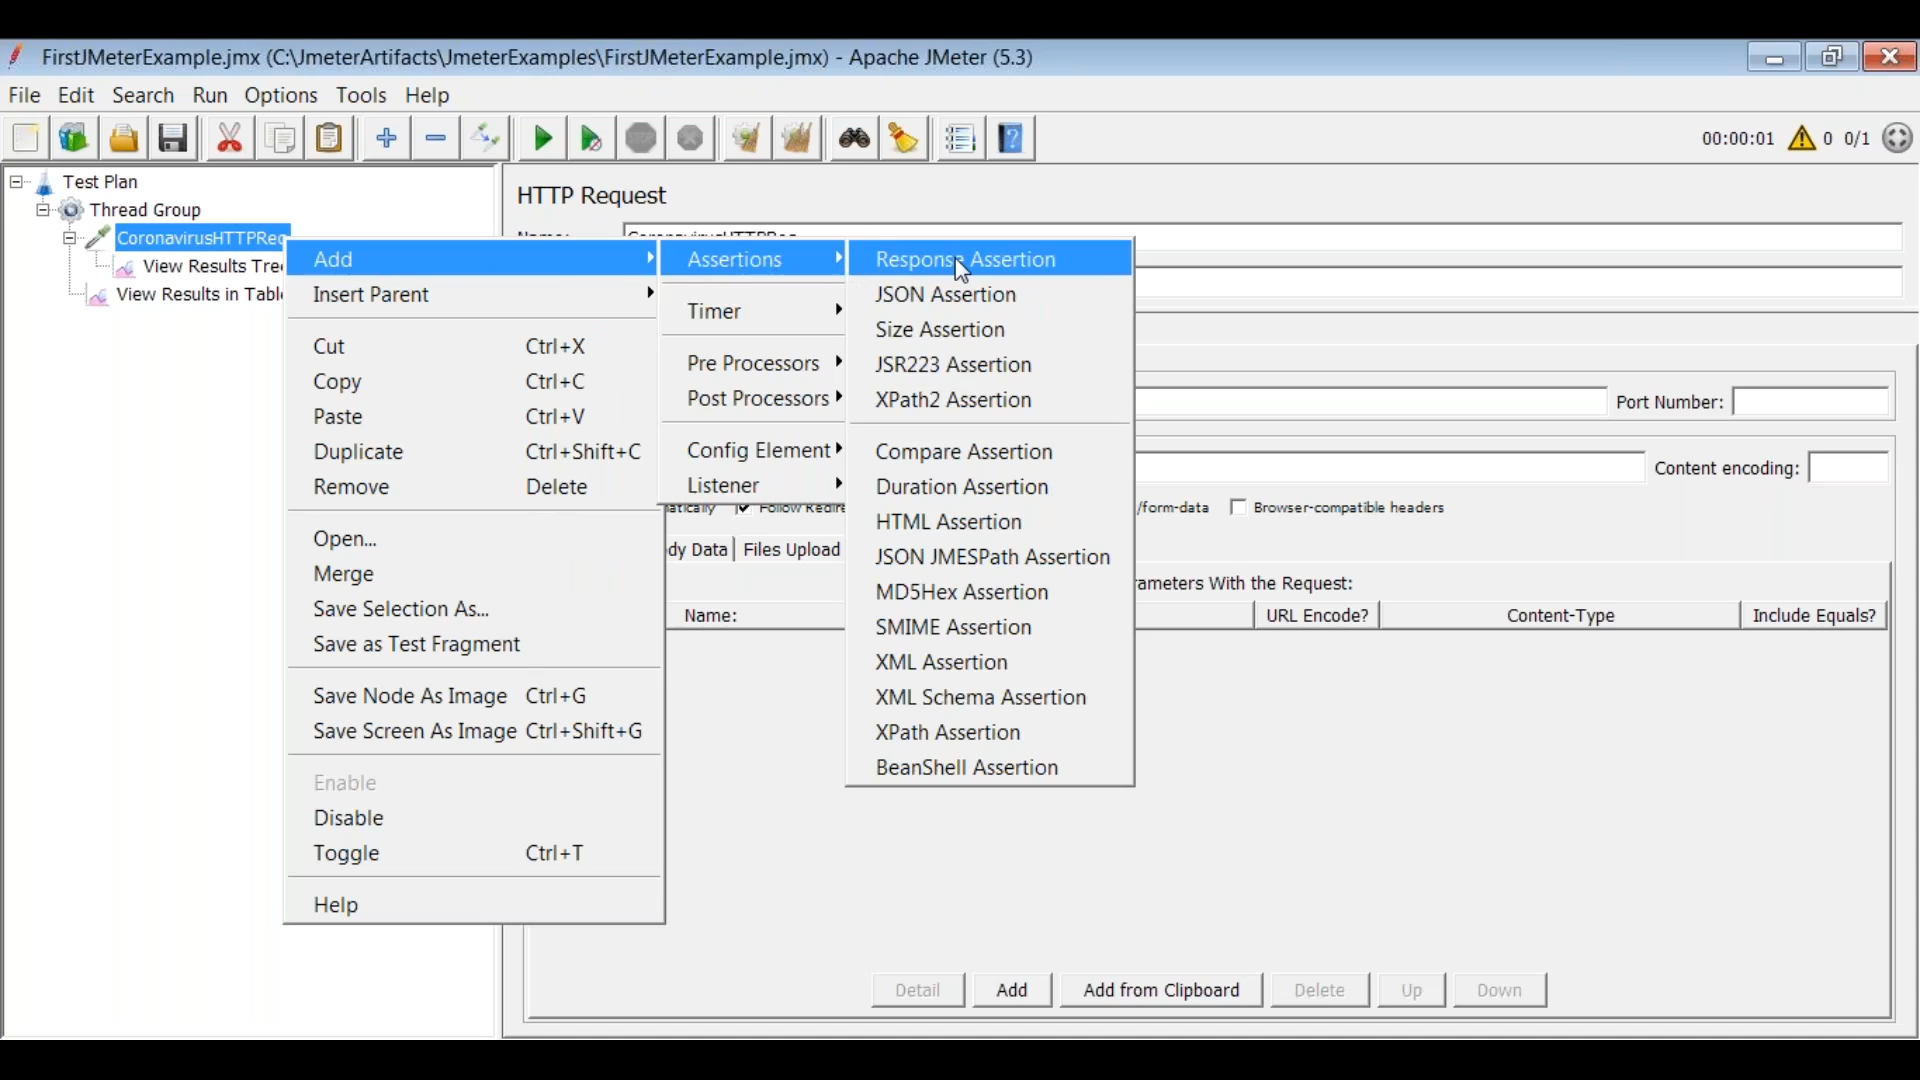 FirstJMeterExample.jmx (C:\JmeterArtifacts\JmeterExamples\FirstJMeterExample.jmx) - Apache JMeter (5.3)
File Edit Search Run Options Tools Help
00:00:01 0 0/1
Test Plan
Thread Group
CoronavirusHTTPReq
View Results Tre
View Results in Tabl
HTTP Request
Name: CoronavirusHTTPReq
Add
Insert Parent
Cut Ctrl+X
Copy Ctrl+C
Paste Ctrl+V
Duplicate Ctrl+Shift+C
Remove Delete
Open...
Merge
Save Selection As...
Save as Test Fragment
Save Node As Image Ctrl+G
Save Screen As Image Ctrl+Shift+G
Enable
Disable
Toggle Ctrl+T
Help
Assertions
Timer
Pre Processors
Post Processors
Config Element
Listener
Response Assertion
JSON Assertion
Size Assertion
JSR223 Assertion
XPath2 Assertion
Compare Assertion
Duration Assertion
HTML Assertion
JSON JMESPath Assertion
MD5Hex Assertion
SMIME Assertion
XML Assertion
XML Schema Assertion
XPath Assertion
BeanShell Assertion
Port Number:
Content encoding:
atically Follow Redire /form-data Browser-compatible headers
dy Data Files Upload
rameters With the Request:
Name: URL Encode? Content-Type Include Equals?
Detail Add Add from Clipboard Delete Up Down